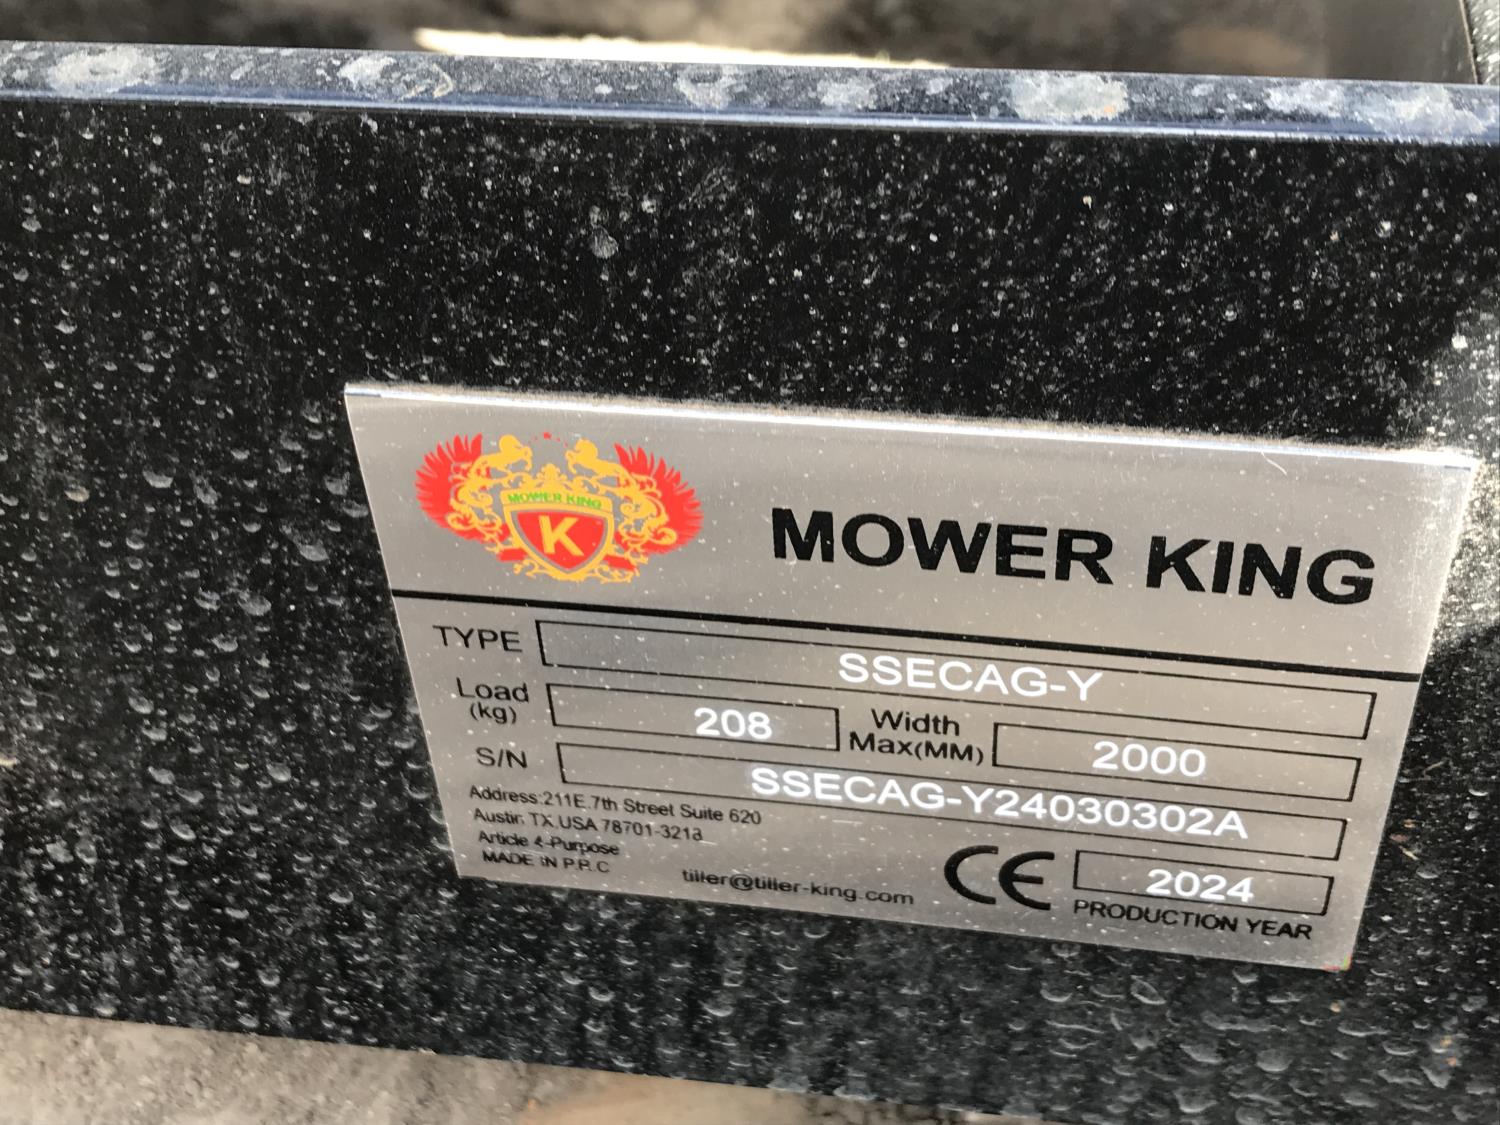 MOWER KING
K
MOWER KING
TYPE SSECAG-Y
Load (kg) 208 Width Max(MM) 2000
S/N SSECAG-Y24030302A
Address:211E.7th Street Suite 620
Austin TX.USA 78701-3218
Article 4-Purpose
MADE IN P.R.C
tiller@tiller-king.com
CE 2024
PRODUCTION YEAR